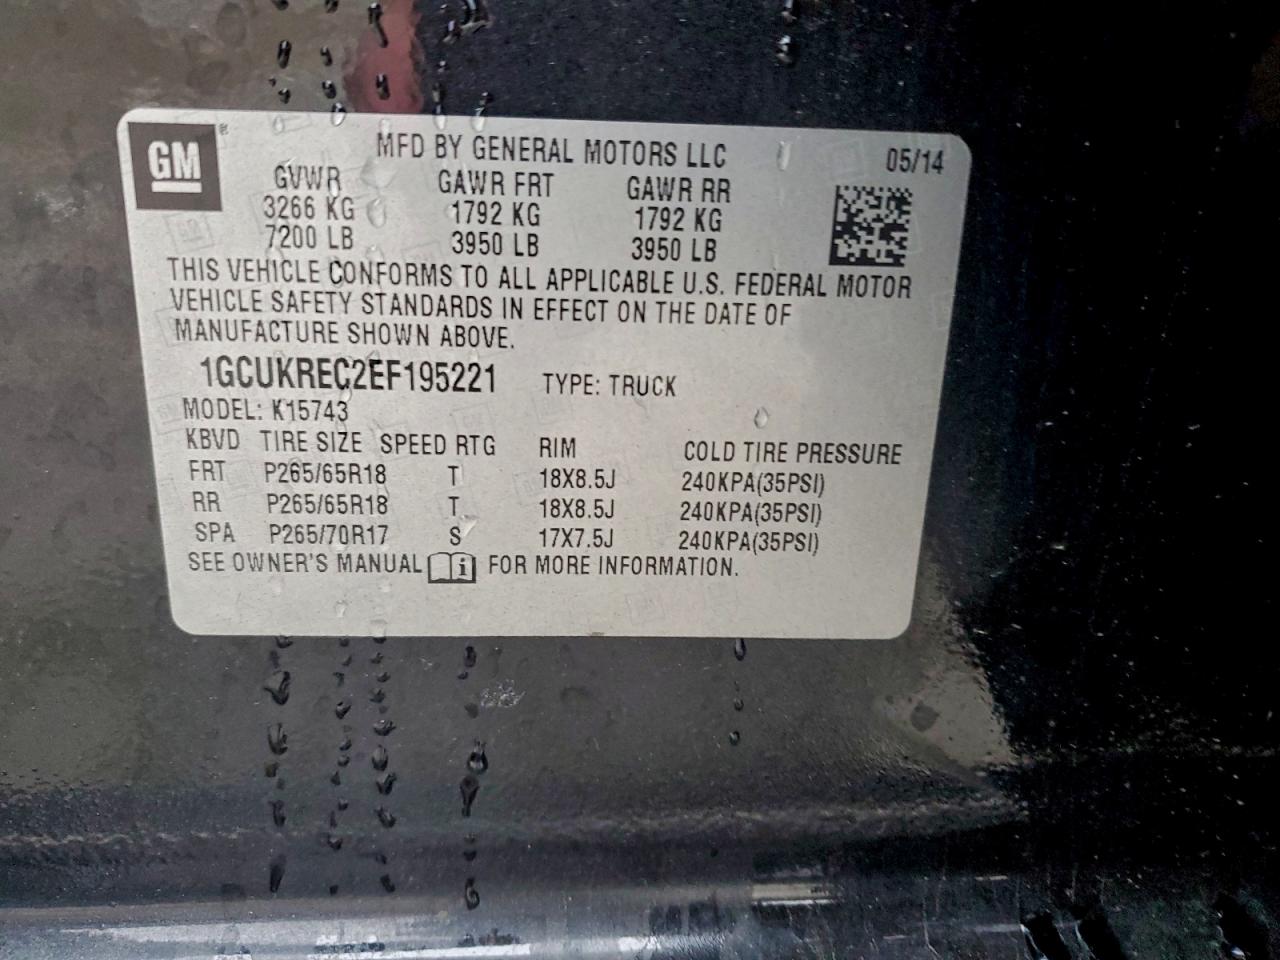 GM ®
MFD BY GENERAL MOTORS LLC 05/14
GVWR GAWR FRT GAWR RR
3266 KG 1792 KG 1792 KG
7200 LB 3950 LB 3950 LB
THIS VEHICLE CONFORMS TO ALL APPLICABLE U.S. FEDERAL MOTOR
VEHICLE SAFETY STANDARDS IN EFFECT ON THE DATE OF
MANUFACTURE SHOWN ABOVE.
1GCUKREC2EF195221 TYPE: TRUCK
MODEL: K15743
KBVD TIRE SIZE SPEED RTG RIM COLD TIRE PRESSURE
FRT P265/65R18 T 18X8.5J 240KPA(35PSI)
RR P265/65R18 T 18X8.5J 240KPA(35PSI)
SPA P265/70R17 S 17X7.5J 240KPA(35PSI)
SEE OWNER'S MANUAL i FOR MORE INFORMATION.